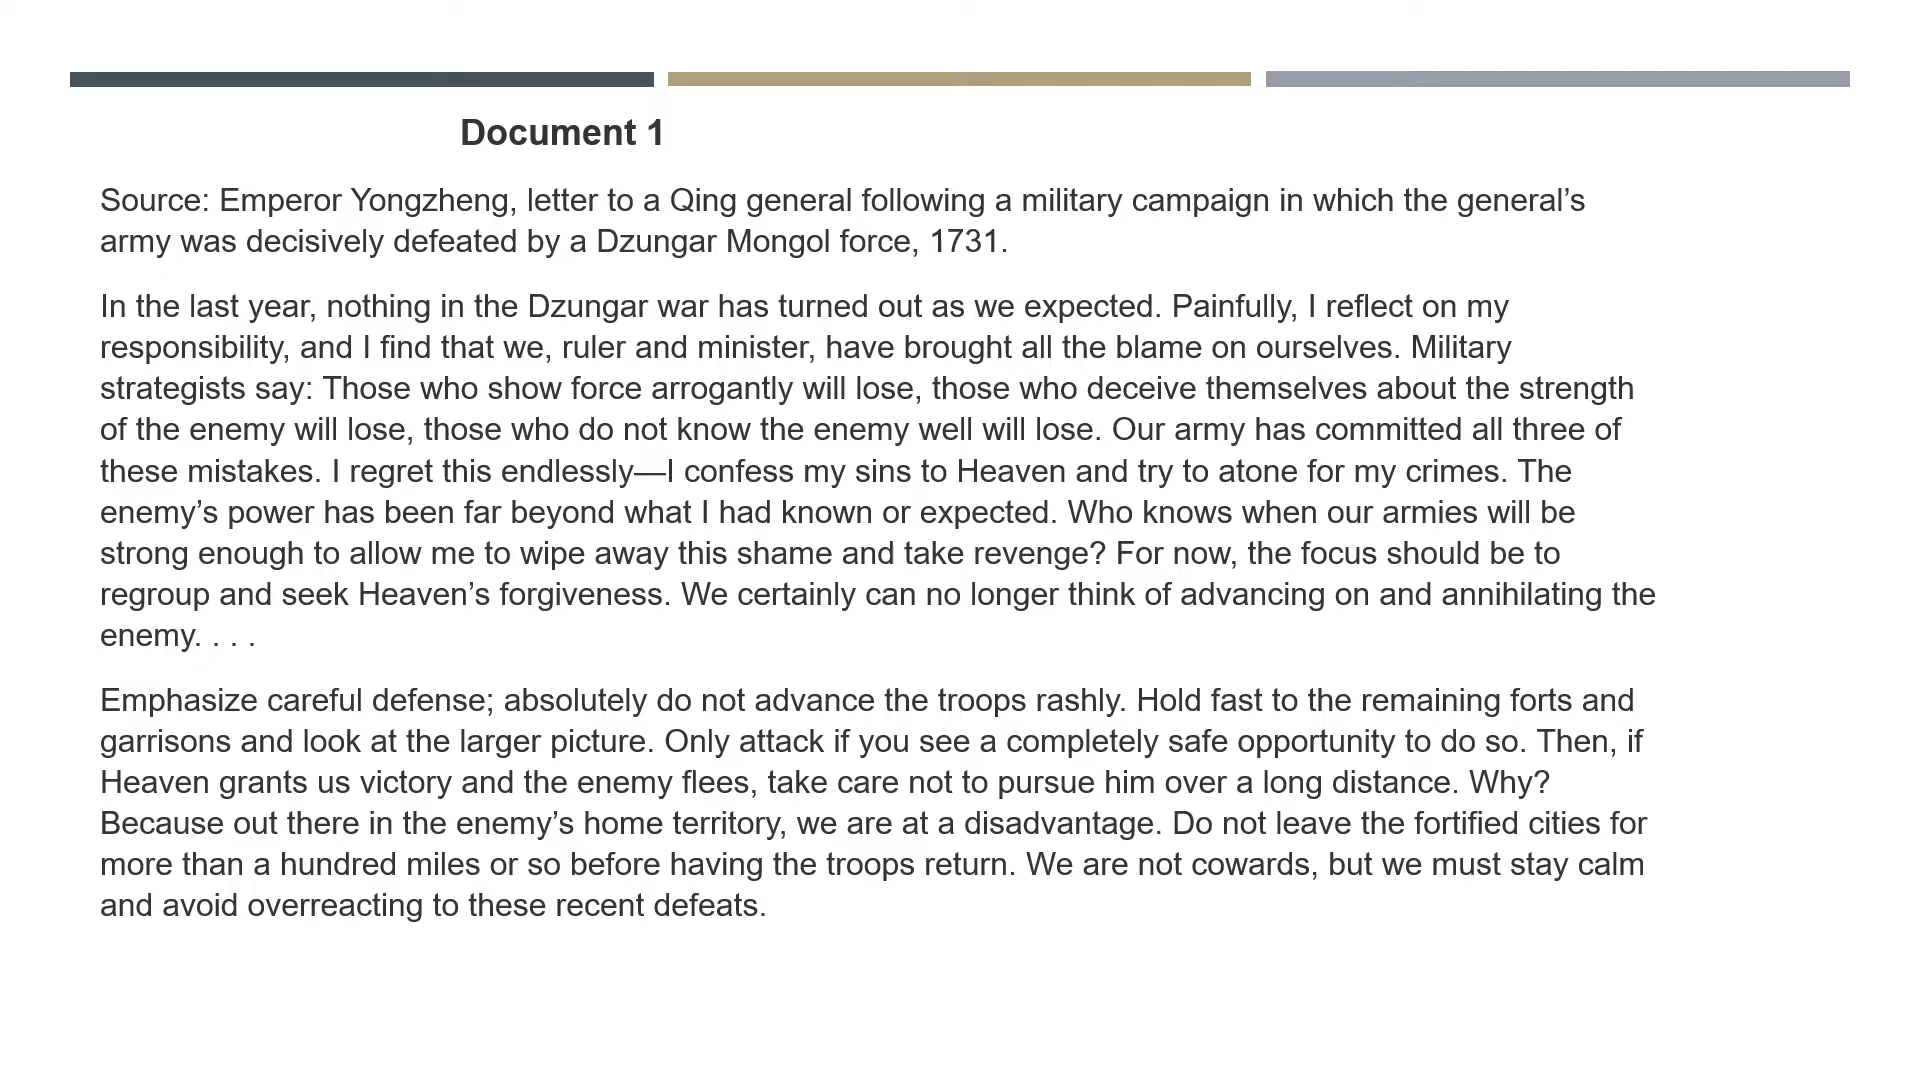 Document 1
Source: Emperor Yongzheng, letter to a Qing general following a military campaign in which the general’s
army was decisively defeated by a Dzungar Mongol force, 1731.
In the last year, nothing in the Dzungar war has turned out as we expected. Painfully, I reflect on my
responsibility, and I find that we, ruler and minister, have brought all the blame on ourselves. Military
strategists say: Those who show force arrogantly will lose, those who deceive themselves about the strength
of the enemy will lose, those who do not know the enemy well will lose. Our army has committed all three of
these mistakes. I regret this endlessly—I confess my sins to Heaven and try to atone for my crimes. The
enemy’s power has been far beyond what I had known or expected. Who knows when our armies will be
strong enough to allow me to wipe away this shame and take revenge? For now, the focus should be to
regroup and seek Heaven’s forgiveness. We certainly can no longer think of advancing on and annihilating the
enemy. . . .
Emphasize careful defense; absolutely do not advance the troops rashly. Hold fast to the remaining forts and
garrisons and look at the larger picture. Only attack if you see a completely safe opportunity to do so. Then, if
Heaven grants us victory and the enemy flees, take care not to pursue him over a long distance. Why?
Because out there in the enemy’s home territory, we are at a disadvantage. Do not leave the fortified cities for
more than a hundred miles or so before having the troops return. We are not cowards, but we must stay calm
and avoid overreacting to these recent defeats.